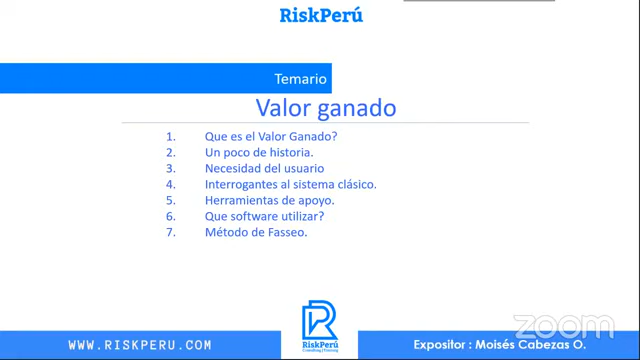 RiskPerú
Temario
Valor ganado
1. Que es el Valor Ganado?
2. Un poco de historia.
3. Necesidad del usuario
4. Interrogantes al sistema clásico.
5. Herramientas de apoyo.
6. Que software utilizar?
7. Método de Fasseo.
zoom
RiskPerú
Consulting | Training
WWW.RISKPERU.COM
Expositor : Moisés Cabezas O.